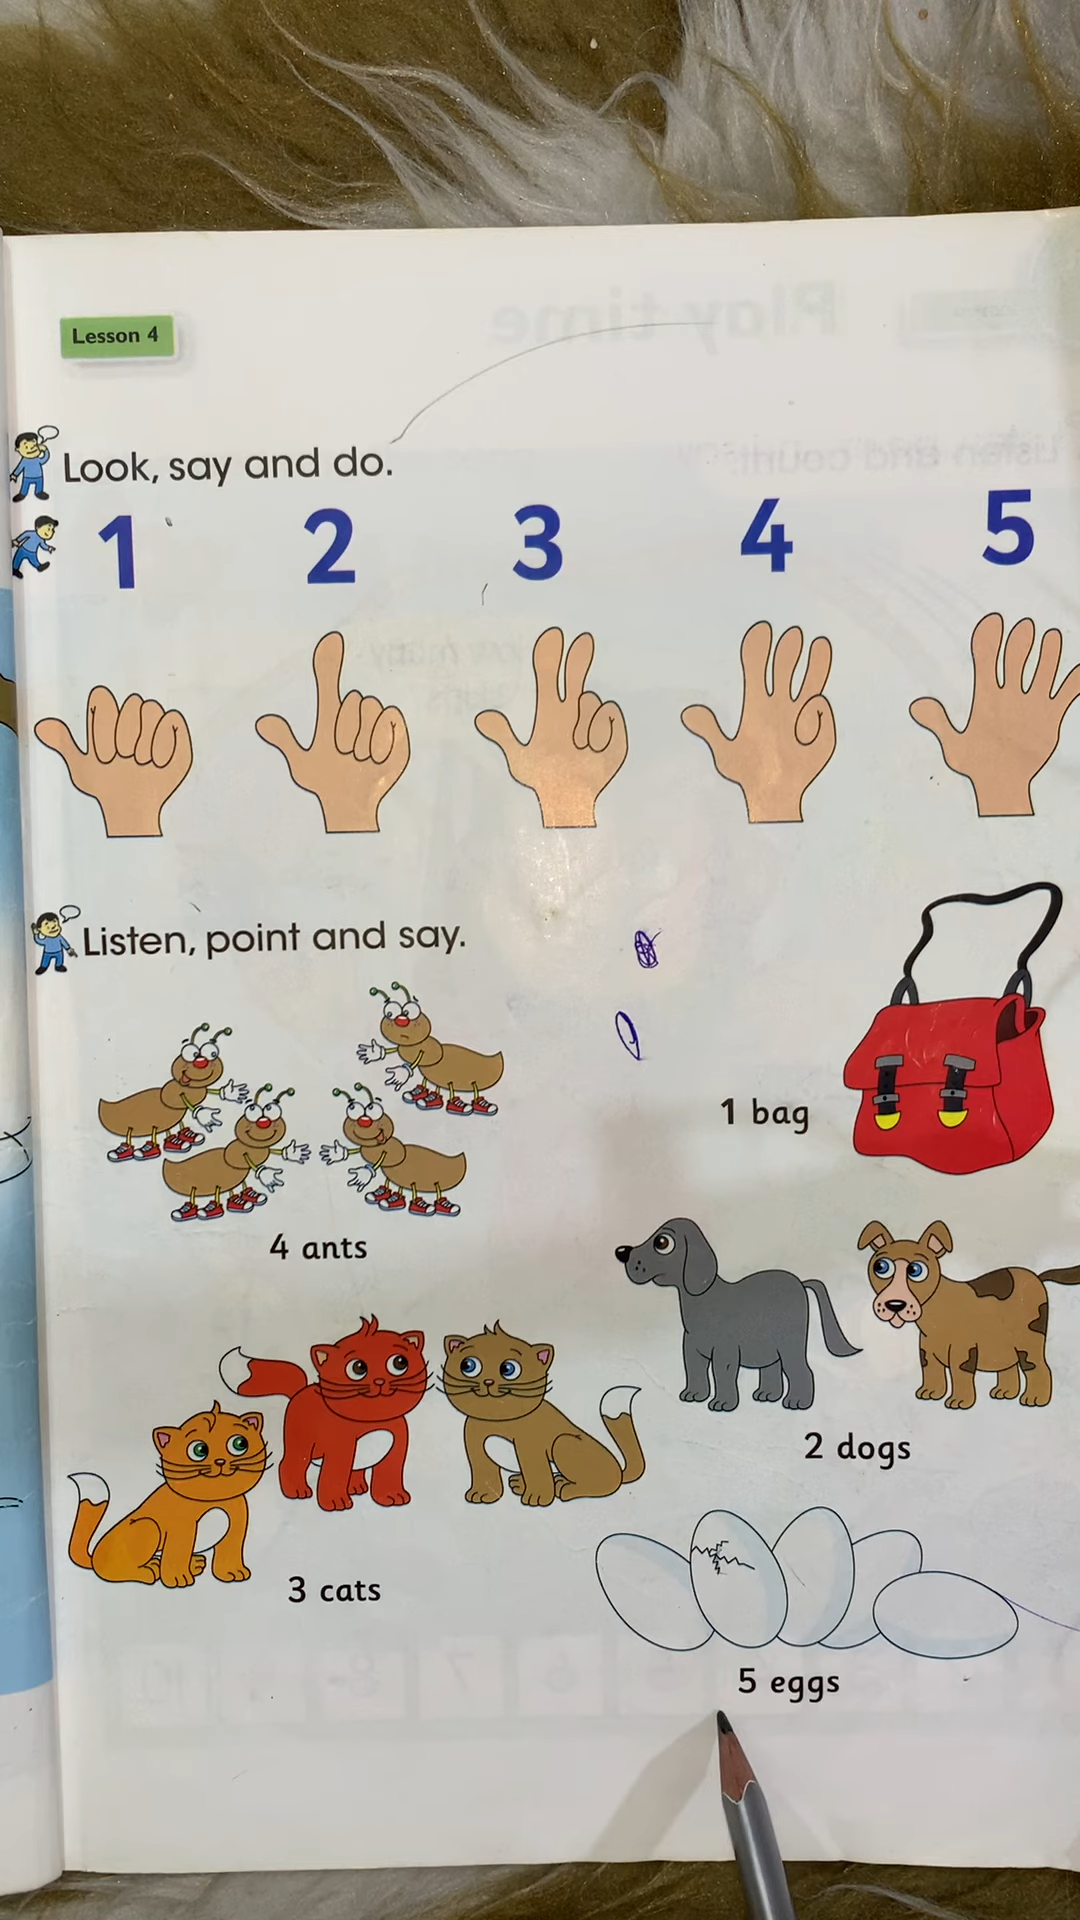 Lesson 4
Look, say and do.
1 2 3 4 5
Listen, point and say.
1 bag
4 ants
2 dogs
3 cats
5 eggs